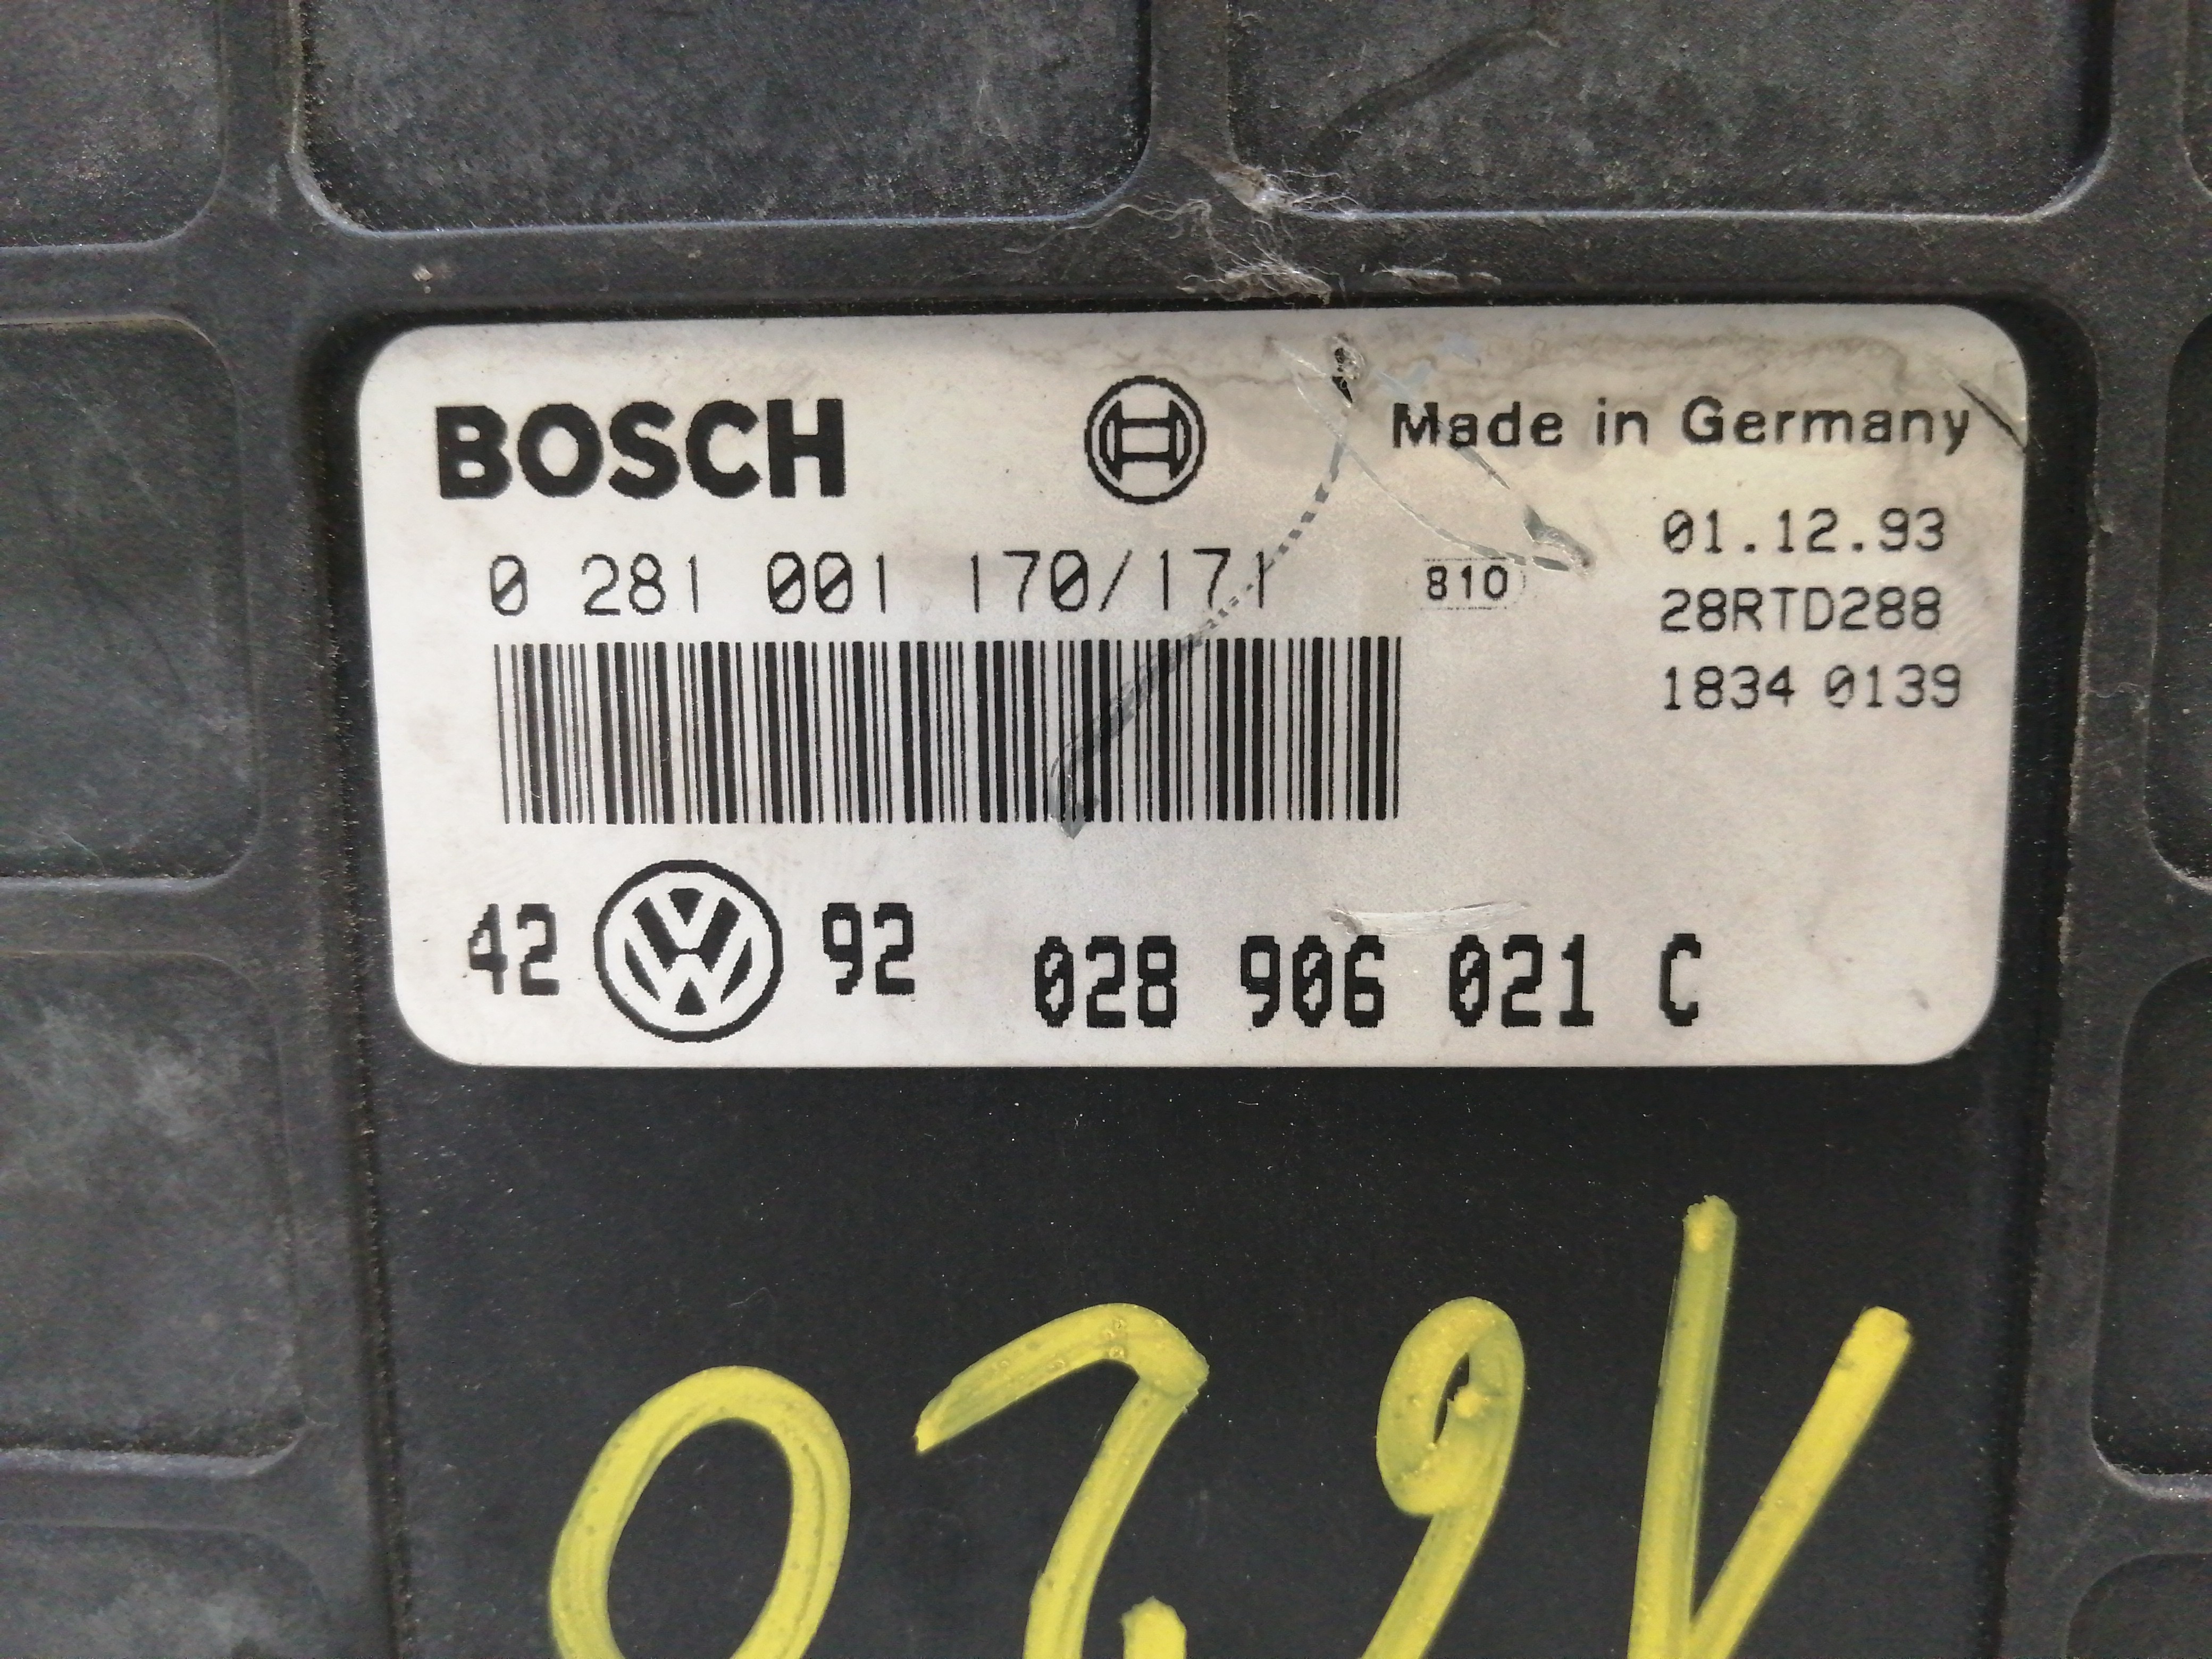 BOSCH
Made in Germany
0 281 001 170/171
810
01.12.93
28RTD288
1834 0139
42 VW 92 028 906 021 C